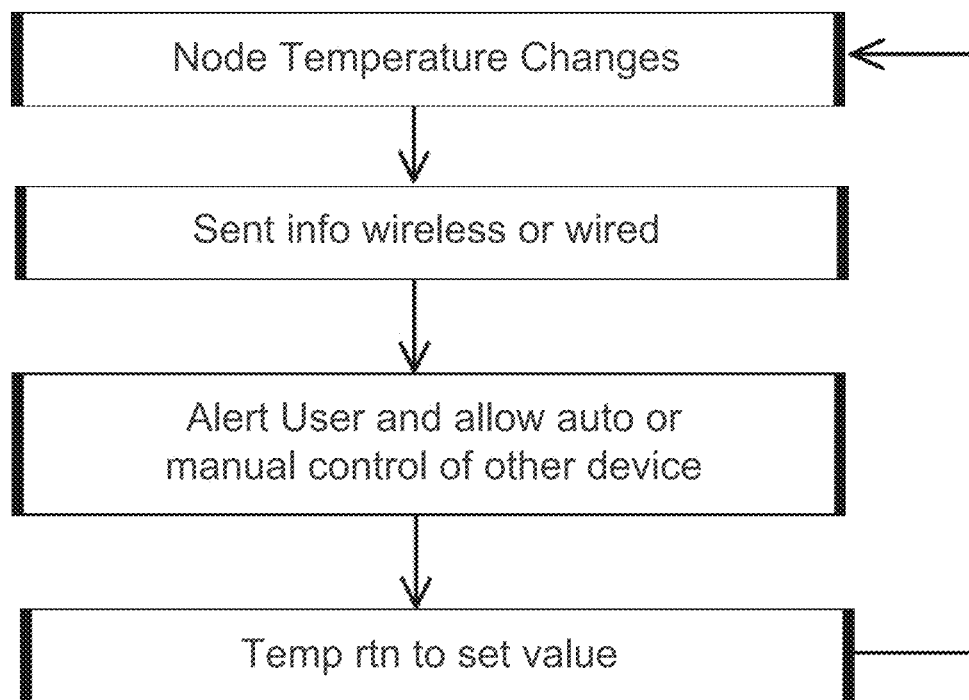 Node Temperature Changes
Sent info wireless or wired
Alert User and allow auto or
manual control of other device
Temp rtn to set value